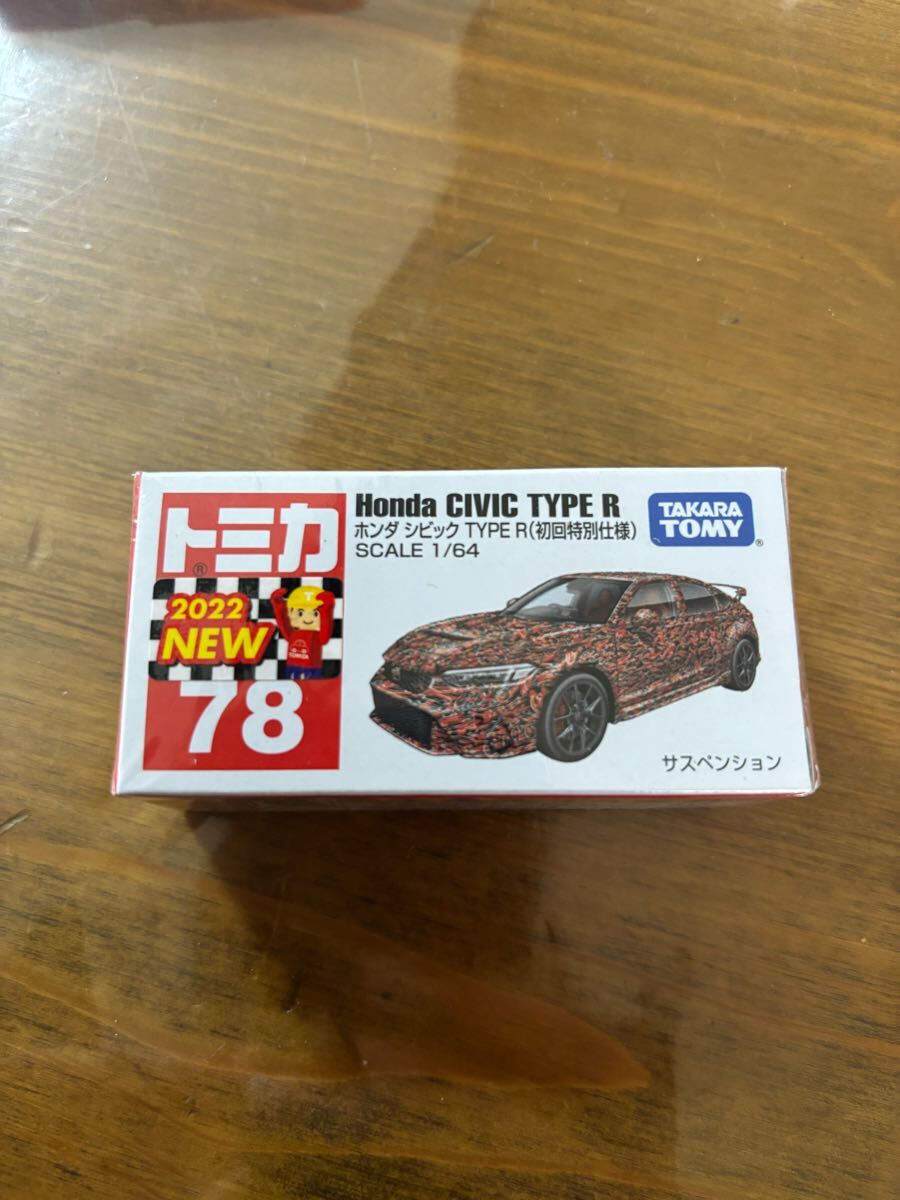 トミカ
®
2022
NEW
T
TOMICA
78
Honda CIVIC TYPE R
ホンダ シビック TYPE R(初回特別仕様)
SCALE 1/64
TAKARA
TOMY
®
サスペンション